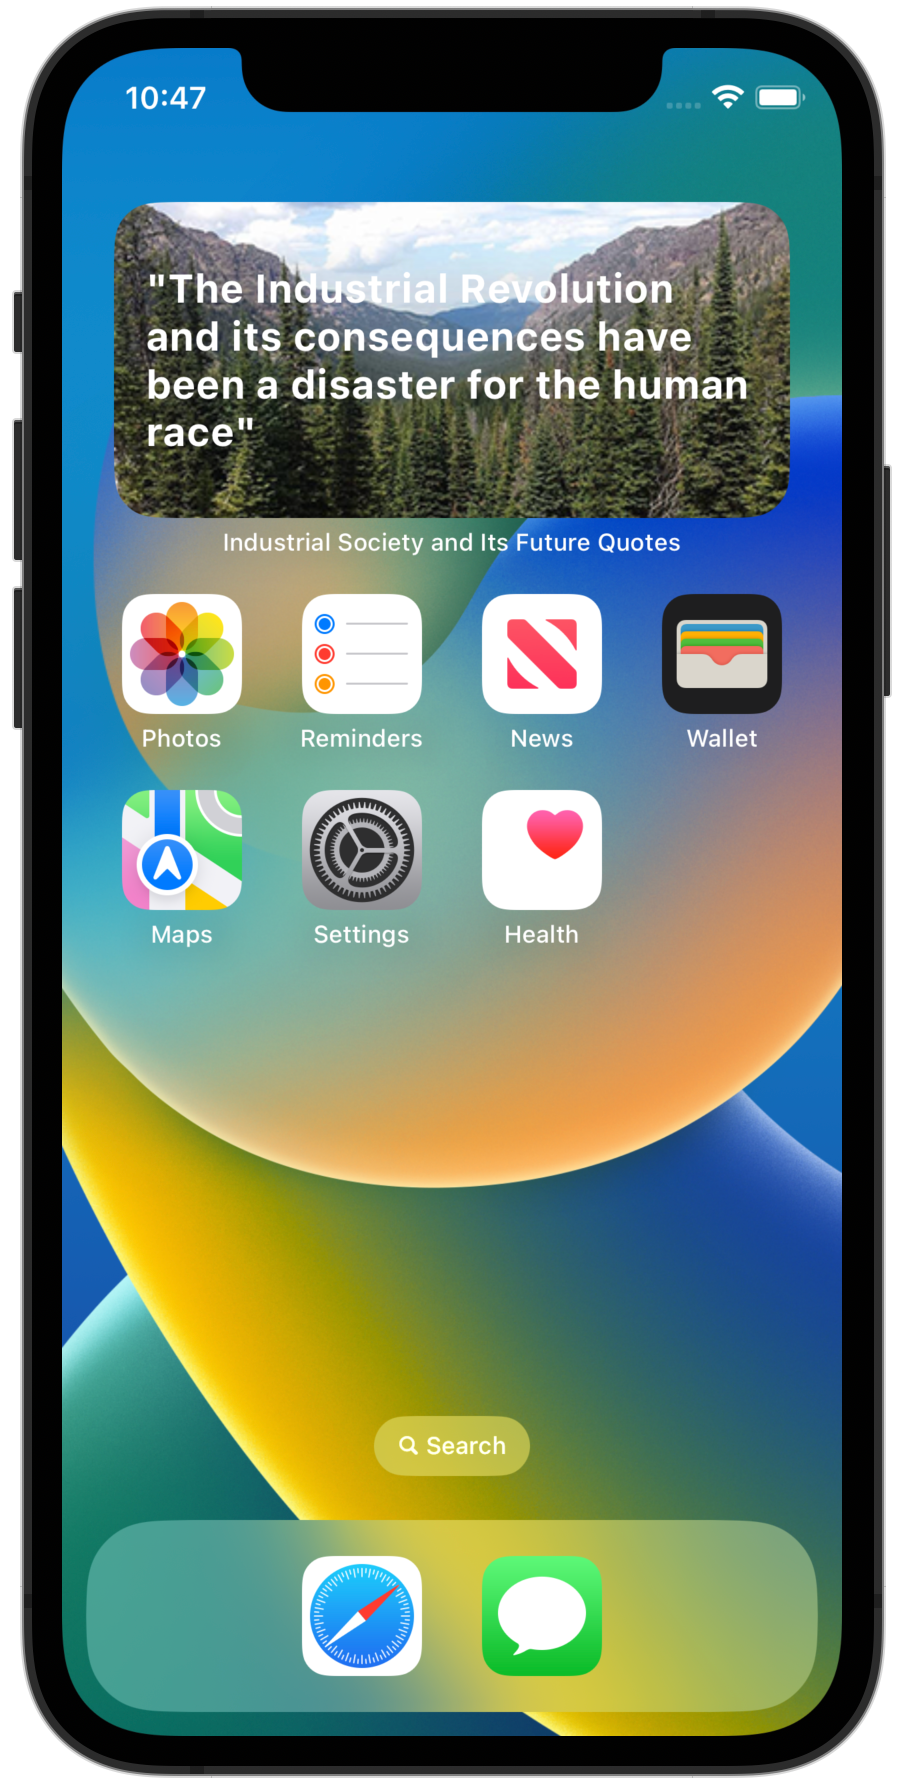 10:47
"The Industrial Revolution
and its consequences have
been a disaster for the human
race"
Industrial Society and Its Future Quotes
Photos Reminders News Wallet
Maps Settings Health
Search